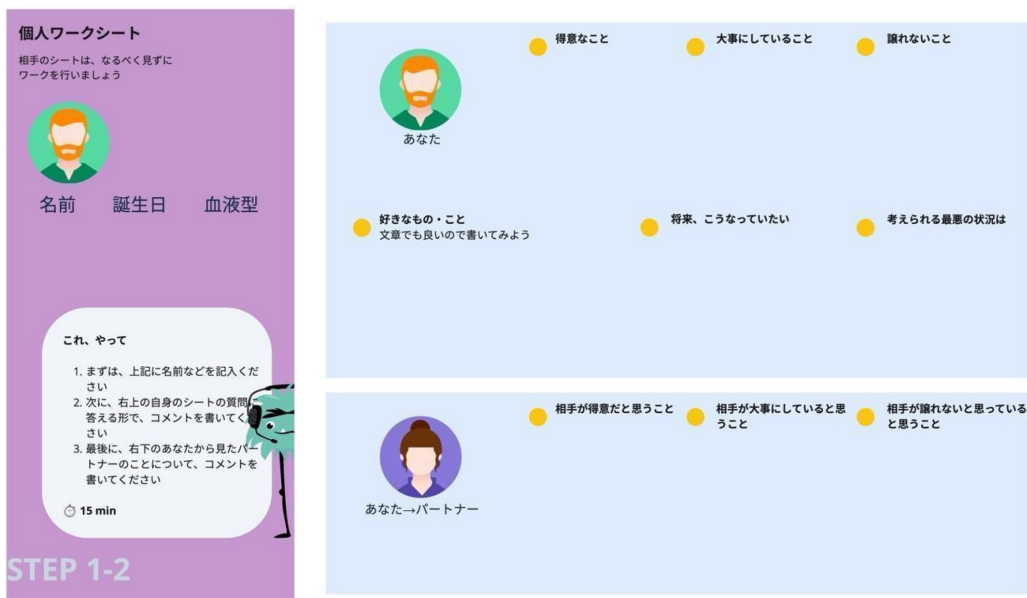 個人ワークシート
相手のシートは、なるべく見ずに
ワークを行いましょう
名前 誕生日 血液型
これ、やって
1. まずは、上記に名前などを記入くだ
さい
2. 次に、右上の自身のシートの質問に
答える形で、コメントを書いてくだ
さい
3. 最後に、右下のあなたから見たパー
トナーのことについて、コメントを
書いてください
15 min
STEP 1-2
あなた
得意なこと
大事にしていること
譲れないこと
好きなもの・こと
文章でも良いので書いてみよう
将来、こうなっていたい
考えられる最悪の状況は
あなた→パートナー
相手が得意だと思うこと
相手が大事にしていると思
うこと
相手が譲れないと思っている
と思うこと